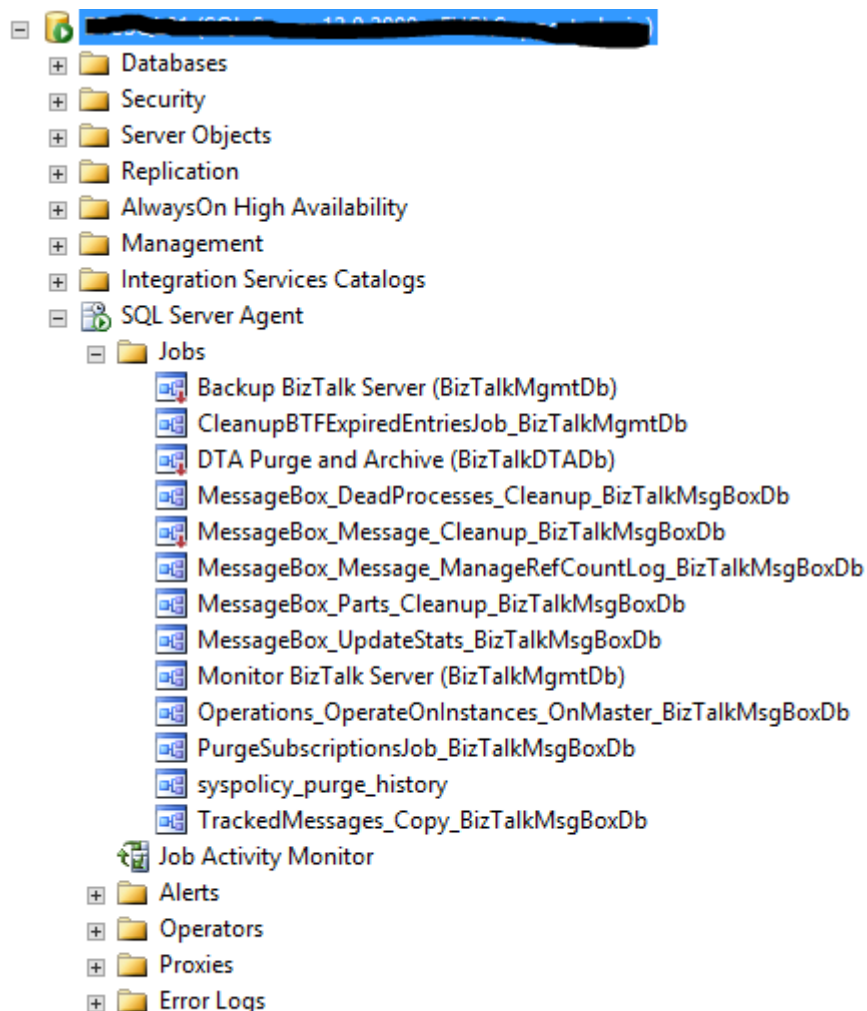 Databases
Security
Server Objects
Replication
AlwaysOn High Availability
Management
Integration Services Catalogs
SQL Server Agent
Jobs
Backup BizTalk Server (BizTalkMgmtDb)
CleanupBTFExpiredEntriesJob_BizTalkMgmtDb
DTA Purge and Archive (BizTalkDTADb)
MessageBox_DeadProcesses_Cleanup_BizTalkMsgBoxDb
MessageBox_Message_Cleanup_BizTalkMsgBoxDb
MessageBox_Message_ManageRefCountLog_BizTalkMsgBoxDb
MessageBox_Parts_Cleanup_BizTalkMsgBoxDb
MessageBox_UpdateStats_BizTalkMsgBoxDb
Monitor BizTalk Server (BizTalkMgmtDb)
Operations_OperateOnInstances_OnMaster_BizTalkMsgBoxDb
PurgeSubscriptionsJob_BizTalkMsgBoxDb
syspolicy_purge_history
TrackedMessages_Copy_BizTalkMsgBoxDb
Job Activity Monitor
Alerts
Operators
Proxies
Error Logs